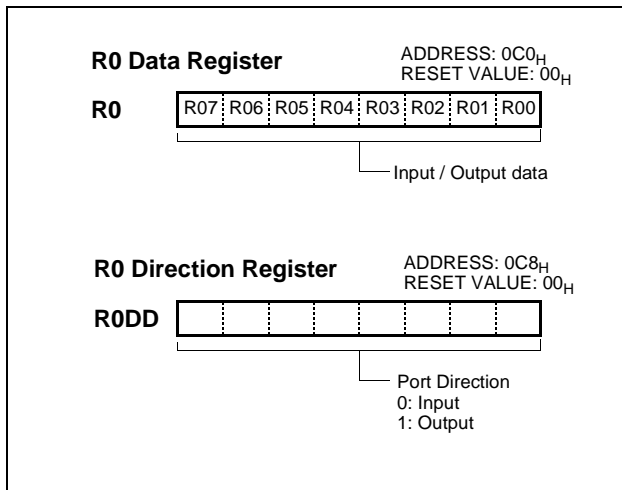 R0 Data Register
ADDRESS: 0C0H
RESET VALUE: 00H
R0
R07 R06 R05 R04 R03 R02 R01 R00
Input / Output data
R0 Direction Register
ADDRESS: 0C8H
RESET VALUE: 00H
R0DD
Port Direction
0: Input
1: Output